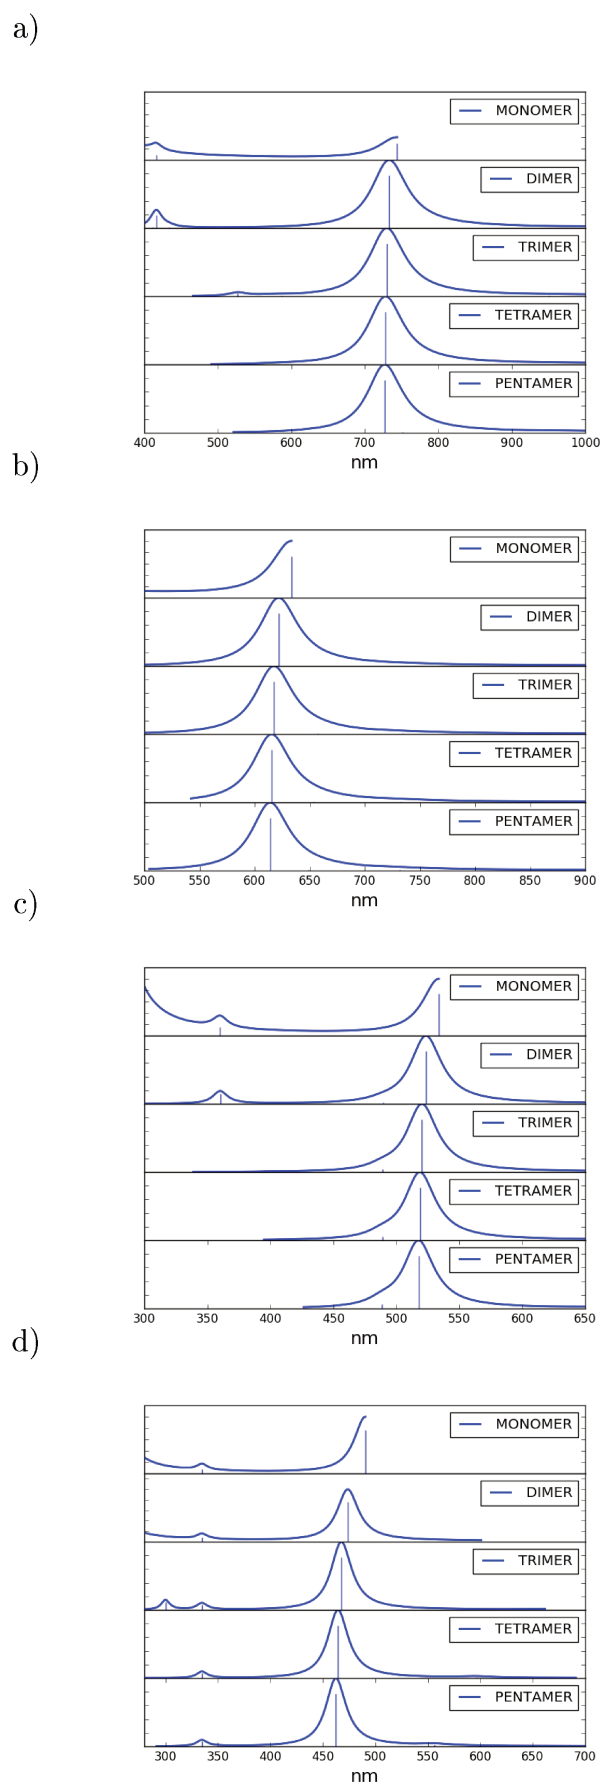 a)
MONOMER
DIMER
TRIMER
TETRAMER
PENTAMER
400 500 600 700 800 900 1000
nm
b)
MONOMER
DIMER
TRIMER
TETRAMER
PENTAMER
500 550 600 650 700 750 800 850 900
nm
c)
MONOMER
DIMER
TRIMER
TETRAMER
PENTAMER
300 350 400 450 500 550 600 650
nm
d)
MONOMER
DIMER
TRIMER
TETRAMER
PENTAMER
300 350 400 450 500 550 600 650 700
nm